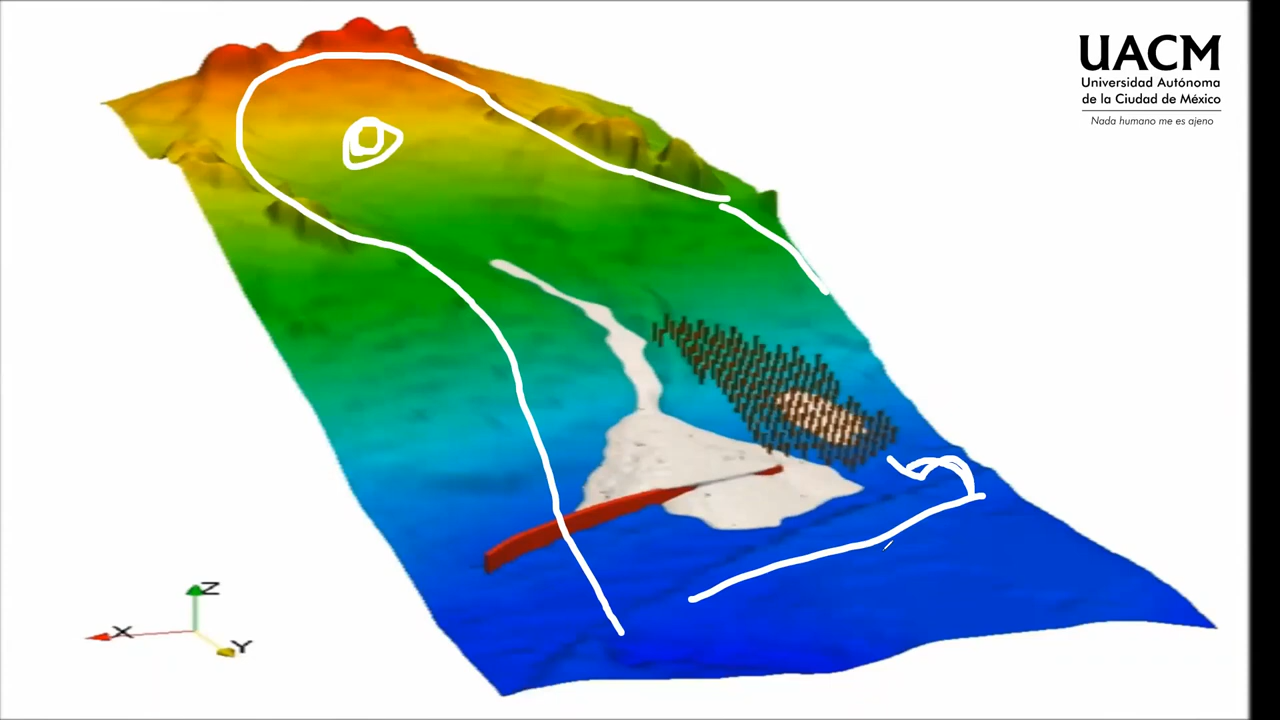 UACM
Universidad Autónoma
de la Ciudad de México
Nada humano me es ajeno
Z
X
Y